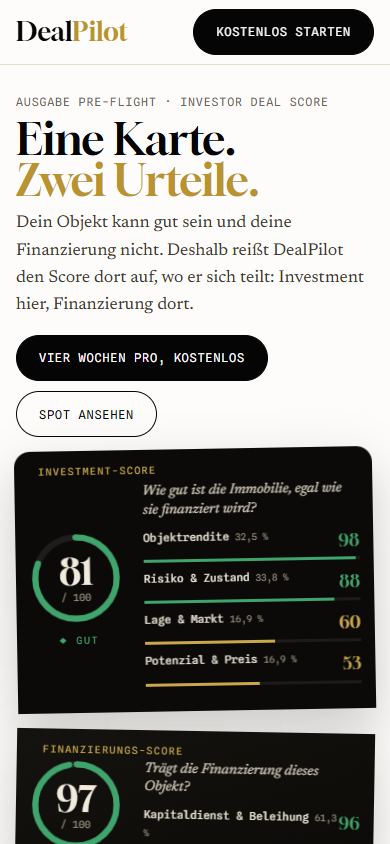 DealPilot
KOSTENLOS STARTEN
AUSGABE PRE-FLIGHT · INVESTOR DEAL SCORE
Eine Karte.
Zwei Urteile.
Dein Objekt kann gut sein und deine
Finanzierung nicht. Deshalb reißt DealPilot
den Score dort auf, wo er sich teilt: Investment
hier, Finanzierung dort.
VIER WOCHEN PRO, KOSTENLOS
SPOT ANSEHEN
INVESTMENT-SCORE
Wie gut ist die Immobilie, egal wie
sie finanziert wird?
81
/ 100
◆ GUT
Objektrendite 32,5 % 98
Risiko & Zustand 33,8 % 88
Lage & Markt 16,9 % 60
Potenzial & Preis 16,9 % 53
FINANZIERUNGS-SCORE
Trägt die Finanzierung dieses
Objekt?
97
/ 100
Kapitaldienst & Beleihung 61,3 96
%